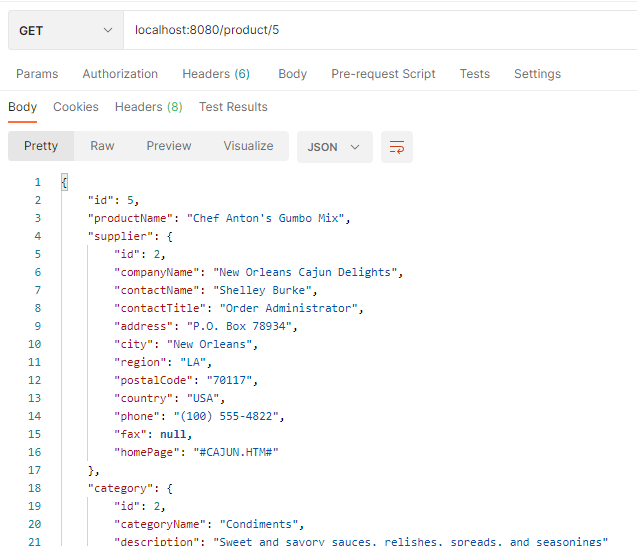 GET localhost:8080/product/5
Params Authorization Headers (6) Body Pre-request Script Tests Settings
Body Cookies Headers (8) Test Results
Pretty Raw Preview Visualize JSON
1 {
2 "id": 5,
3 "productName": "Chef Anton's Gumbo Mix",
4 "supplier": {
5 "id": 2,
6 "companyName": "New Orleans Cajun Delights",
7 "contactName": "Shelley Burke",
8 "contactTitle": "Order Administrator",
9 "address": "P.O. Box 78934",
10 "city": "New Orleans",
11 "region": "LA",
12 "postalCode": "70117",
13 "country": "USA",
14 "phone": "(100) 555-4822",
15 "fax": null,
16 "homePage": "#CAJUN.HTM#"
17 },
18 "category": {
19 "id": 2,
20 "categoryName": "Condiments",
21 "description": "Sweet and savory sauces, relishes, spreads, and seasonings"